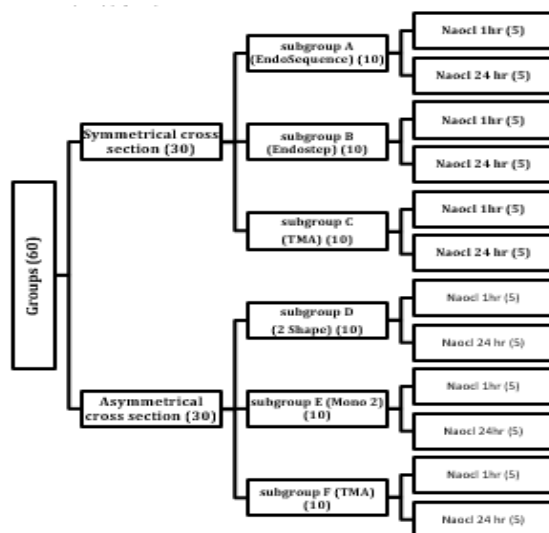 Groups (60)
Symmetrical cross
section (30)
subgroup A
(EndoSequence) (10)
Naocl 1hr (5)
Naocl 24 hr (5)
subgroup B
(Endostep) (10)
Naocl 1hr (5)
Naocl 24 hr (5)
subgroup C
(TMA) (10)
Naocl 1hr (5)
Naocl 24 hr (5)
Asymmetrical
cross section (30)
subgroup D
(2 Shape) (10)
Naocl 1hr (5)
Naocl 24 hr (5)
subgroup E (Mono 2)
(10)
Naocl 1hr (5)
Naocl 24hr (5)
subgroup F (TMA)
(10)
Naocl 1hr (5)
Naocl 24 hr (5)